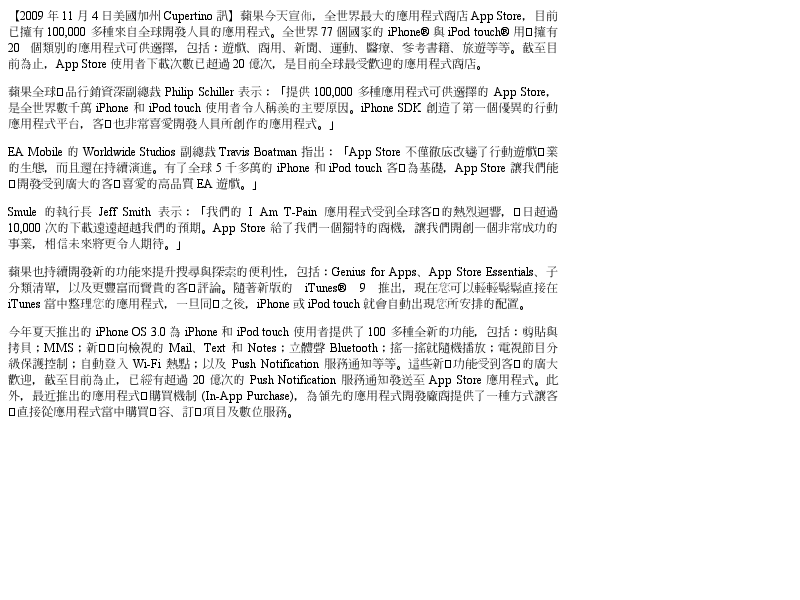 【2009 年 11 月 4 日美國加州 Cupertino 訊】蘋果今天宣佈，全世界最大的應用程式商店 App Store，目前
已擁有 100,000 多種來自全球開發人員的應用程式。全世界 77 個國家的 iPhone® 與 iPod touch® 用□擁有
20 個類別的應用程式可供選擇，包括：遊戲、商用、新聞、運動、醫療、參考書籍、旅遊等等。截至目
前為止，App Store 使用者下載次數已超過 20 億次，是目前全球最受歡迎的應用程式商店。
蘋果全球□品行銷資深副總裁 Philip Schiller 表示：「提供 100,000 多種應用程式可供選擇的 App Store，
是全世界數千萬 iPhone 和 iPod touch 使用者令人稱羨的主要原因。iPhone SDK 創造了第一個優異的行動
應用程式平台，客□也非常喜愛開發人員所創作的應用程式。」
EA Mobile 的 Worldwide Studios 副總裁 Travis Boatman 指出：「App Store 不僅徹底改變了行動遊戲□業
的生態，而且還在持續演進。有了全球 5 千多萬的 iPhone 和 iPod touch 客□為基礎，App Store 讓我們能
□開發受到廣大的客□喜愛的高品質 EA 遊戲。」
Smule 的執行長 Jeff Smith 表示：「我們的 I Am T-Pain 應用程式受到全球客□的熱烈迴響，□日超過
10,000 次的下載遠遠超越我們的預期。App Store 給了我們一個獨特的商機，讓我們開創一個非常成功的
事業，相信未來將更令人期待。」
蘋果也持續開發新的功能來提升搜尋與探索的便利性，包括：Genius for Apps、App Store Essentials、子
分類清單，以及更豐富而寶貴的客□評論。隨著新版的 iTunes® 9 推出，現在您可以輕輕鬆鬆直接在
iTunes 當中整理您的應用程式，一旦同□之後，iPhone 或 iPod touch 就會自動出現您所安排的配置。
今年夏天推出的 iPhone OS 3.0 為 iPhone 和 iPod touch 使用者提供了 100 多種全新的功能，包括：剪貼與
拷貝；MMS；新□□向檢視的 Mail、Text 和 Notes；立體聲 Bluetooth；搖一搖就隨機播放；電視節目分
級保護控制；自動登入 Wi-Fi 熱點；以及 Push Notification 服務通知等等。這些新□功能受到客□的廣大
歡迎，截至目前為止，已經有超過 20 億次的 Push Notification 服務通知發送至 App Store 應用程式。此
外，最近推出的應用程式□購買機制 (In-App Purchase)，為領先的應用程式開發廠商提供了一種方式讓客
□直接從應用程式當中購買□容、訂□項目及數位服務。